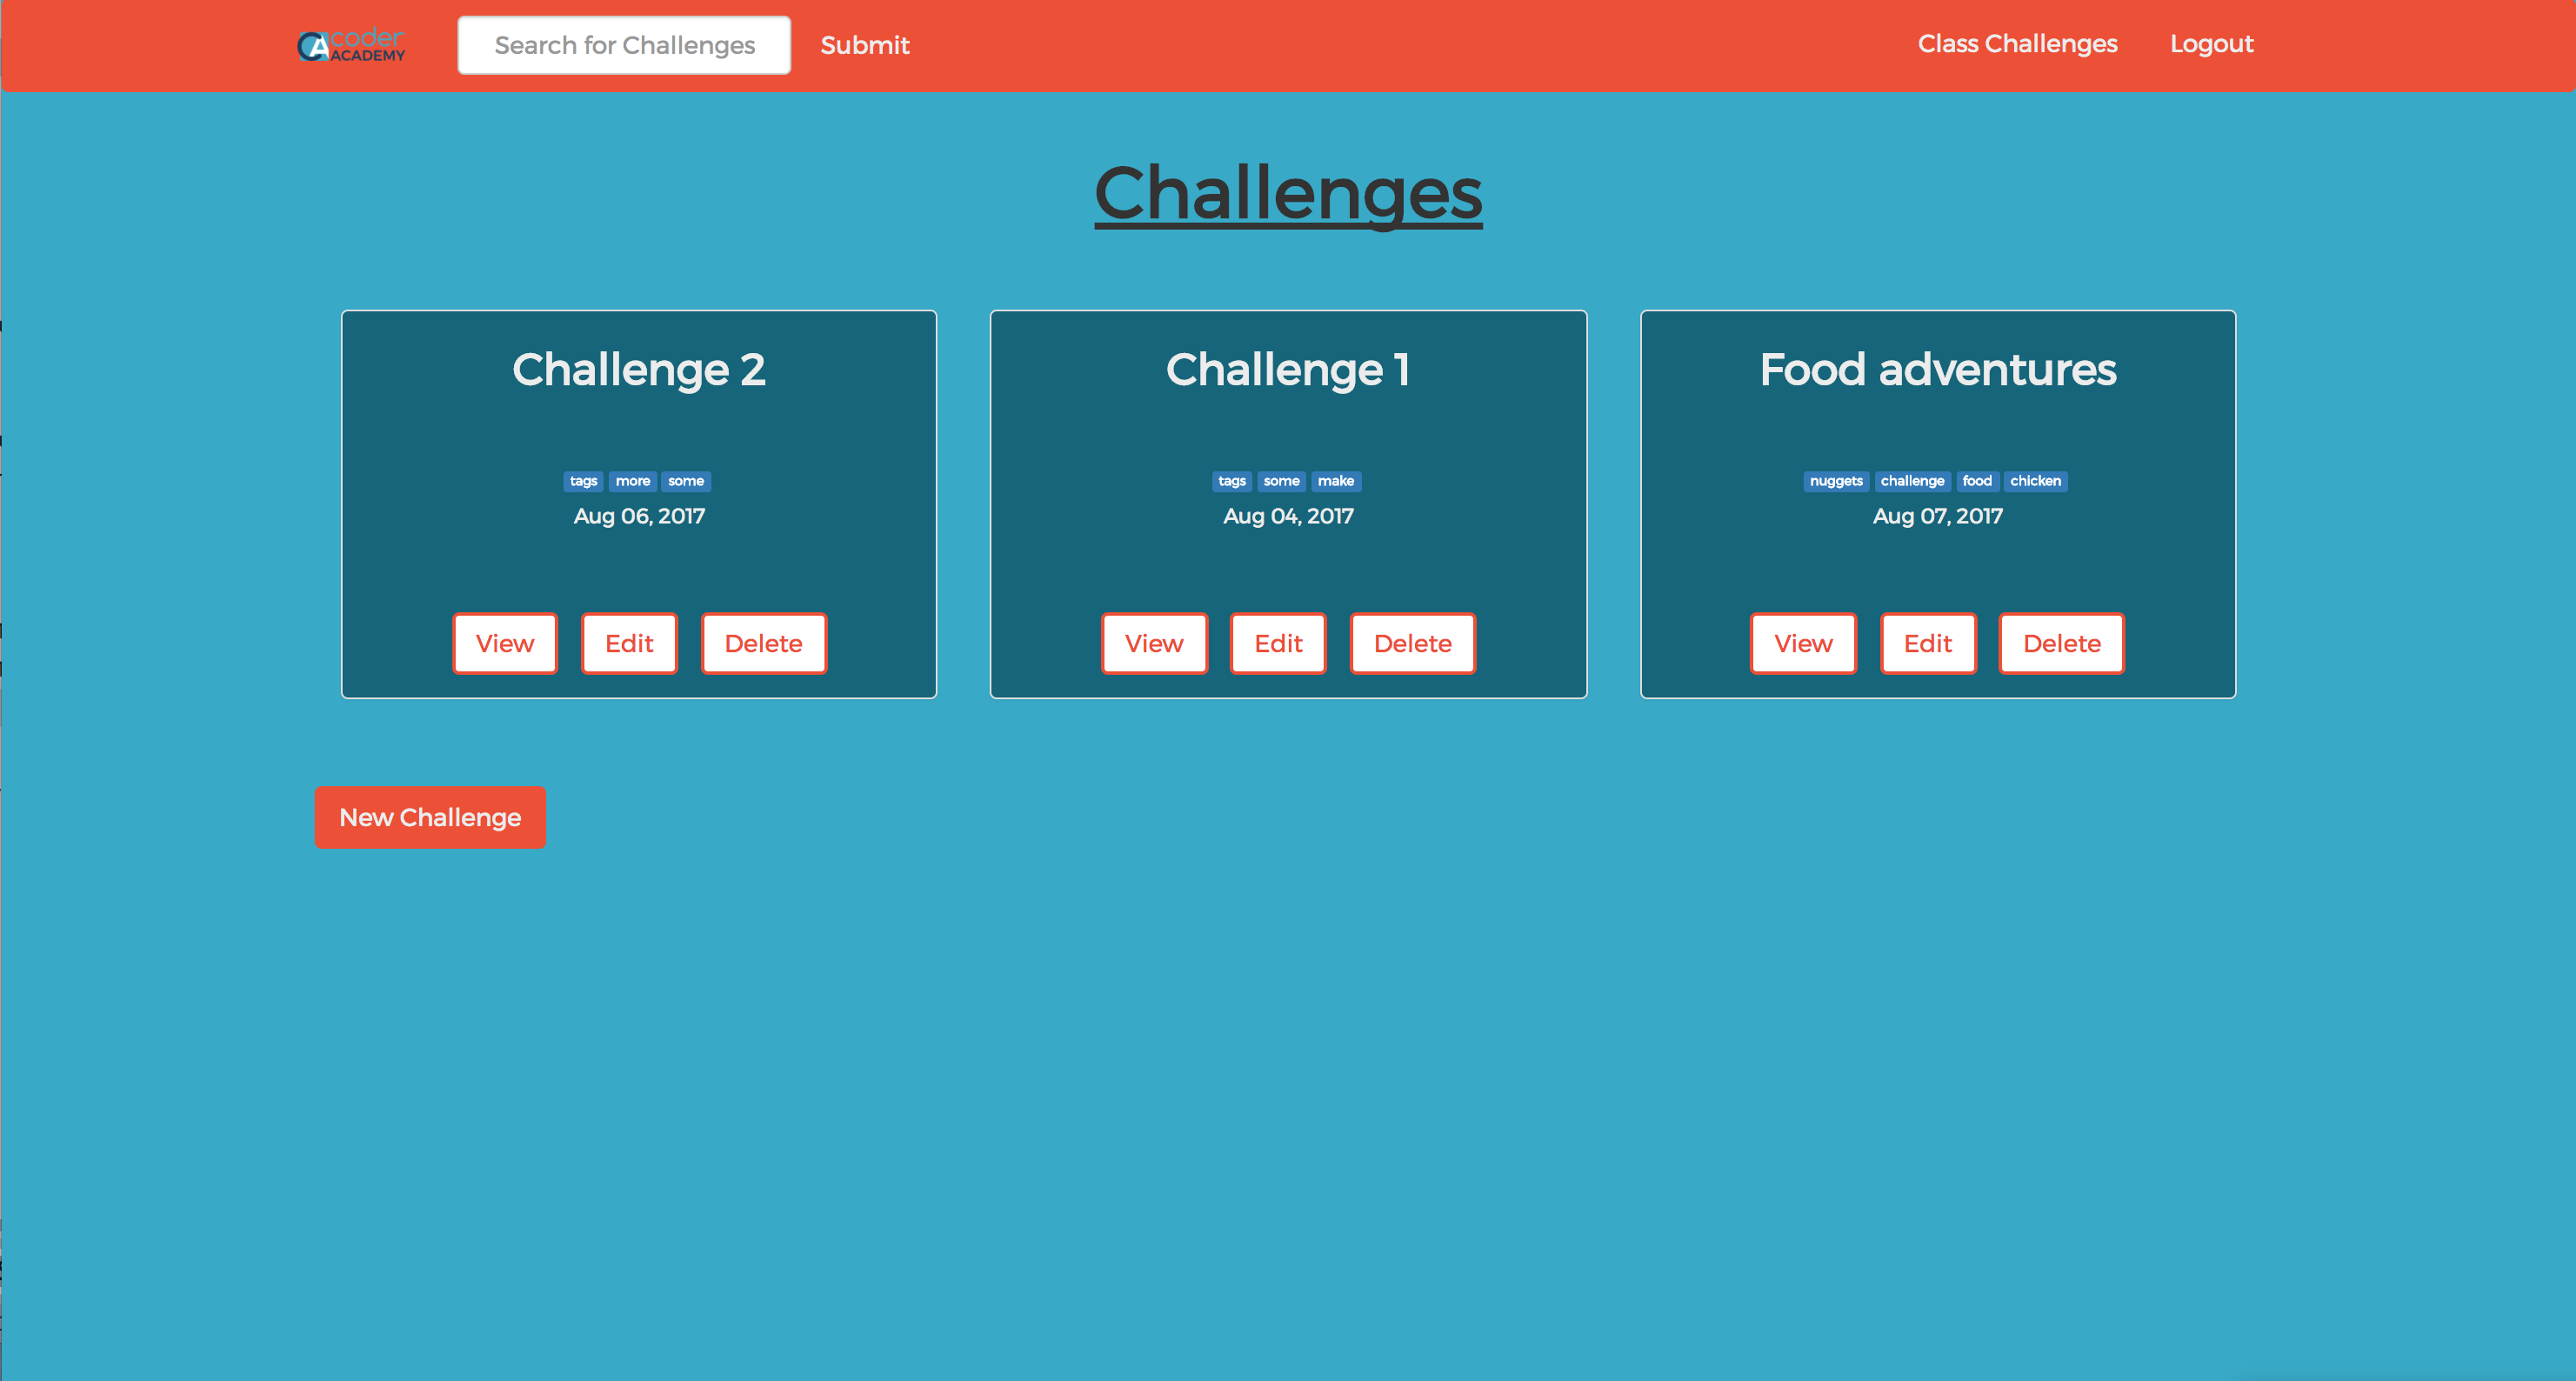 CA coder ACADEMY
Search for Challenges
Submit
Class Challenges
Logout
Challenges
Challenge 2
tags more some
Aug 06, 2017
View Edit Delete
Challenge 1
tags some make
Aug 04, 2017
View Edit Delete
Food adventures
nuggets challenge food chicken
Aug 07, 2017
View Edit Delete
New Challenge